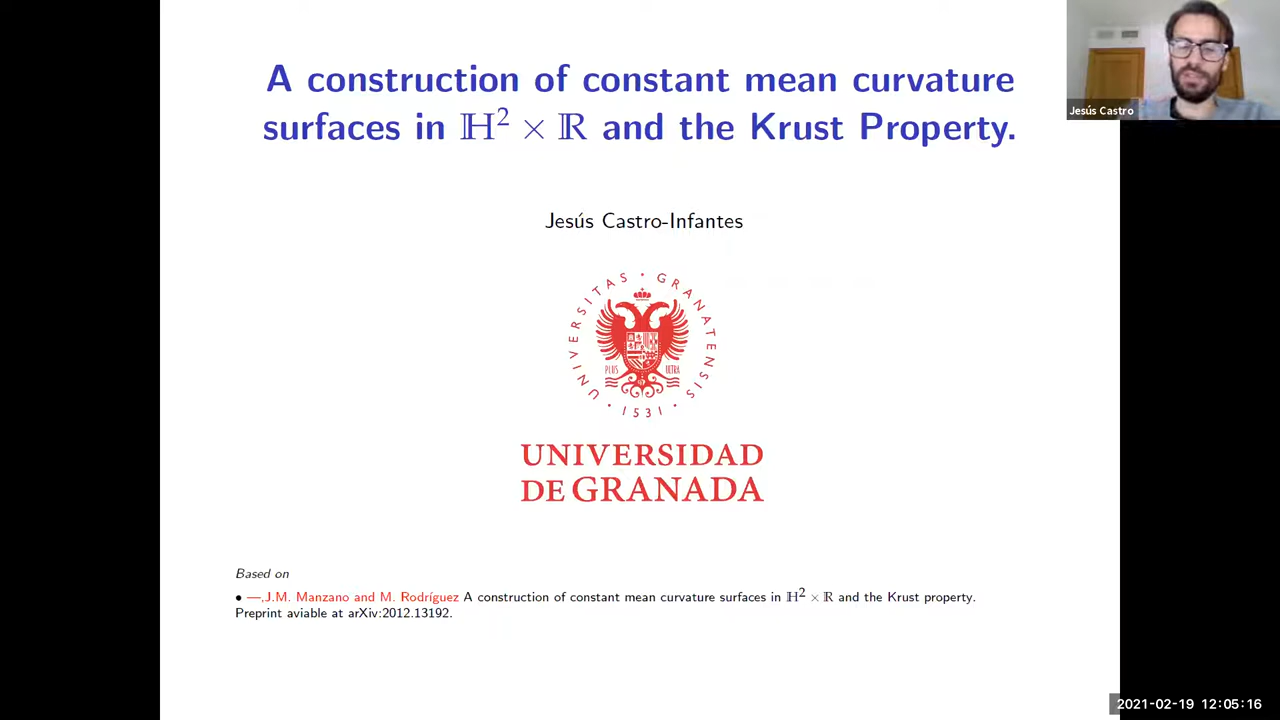 A construction of constant mean curvature
surfaces in ℍ² × ℝ and the Krust Property.
Jesús Castro
Jesús Castro-Infantes
UNIVERSITAS · GRANATENSIS · 1531 ·
PLUS ULTRA
UNIVERSIDAD
DE GRANADA
Based on
• —.J.M. Manzano and M. Rodríguez A construction of constant mean curvature surfaces in ℍ² × ℝ and the Krust property.
Preprint aviable at arXiv:2012.13192.
2021-02-19 12:05:16